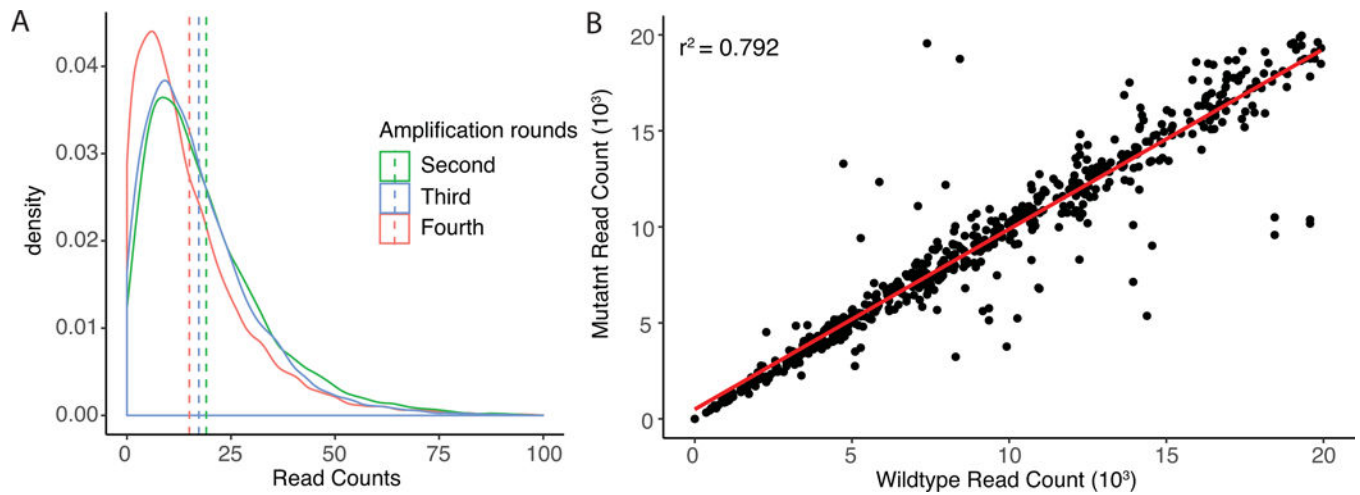 A
0.04
0.03
0.02
0.01
0.00
density
0
25
50
75
100
Read Counts
Amplification rounds
Second
Third
Fourth
B
r² = 0.792
20
15
10
5
0
Mutatnt Read Count (10³)
0
5
10
15
20
Wildtype Read Count (10³)